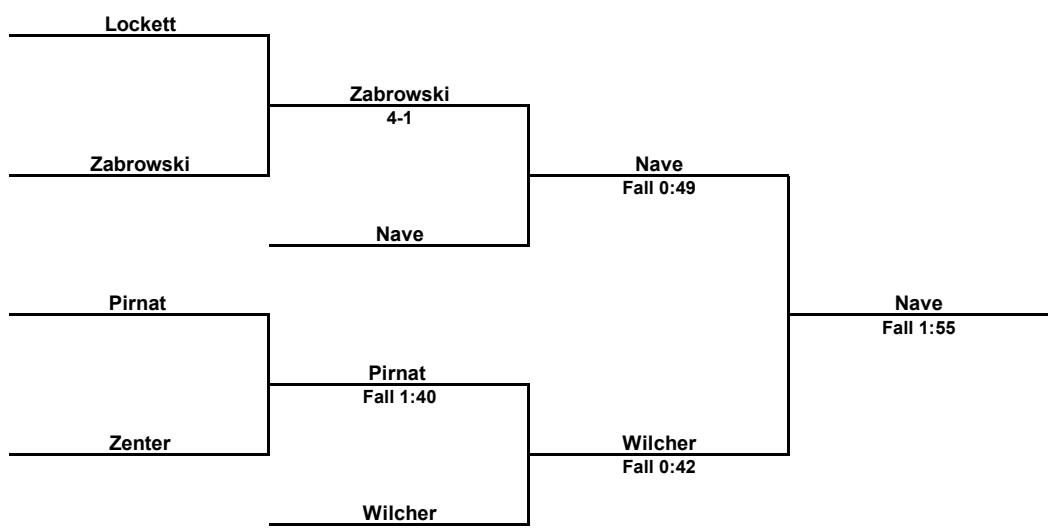 Lockett
Zabrowski
4-1
Zabrowski
Nave
Fall 0:49
Nave
Pirnat
Nave
Fall 1:55
Pirnat
Fall 1:40
Zenter
Wilcher
Fall 0:42
Wilcher